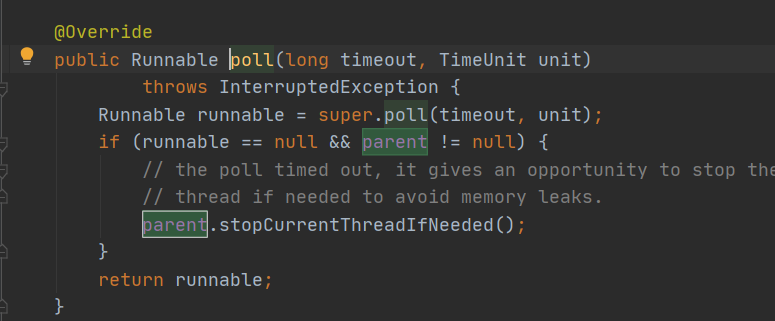 @Override
public Runnable poll(long timeout, TimeUnit unit)
        throws InterruptedException {
    Runnable runnable = super.poll(timeout, unit);
    if (runnable == null && parent != null) {
        // the poll timed out, it gives an opportunity to stop the
        // thread if needed to avoid memory leaks.
        parent.stopCurrentThreadIfNeeded();
    }
    return runnable;
}